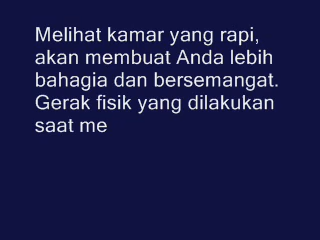 Melihat kamar yang rapi,
akan membuat Anda lebih
bahagia dan bersemangat.
Gerak fisik yang dilakukan
saat me